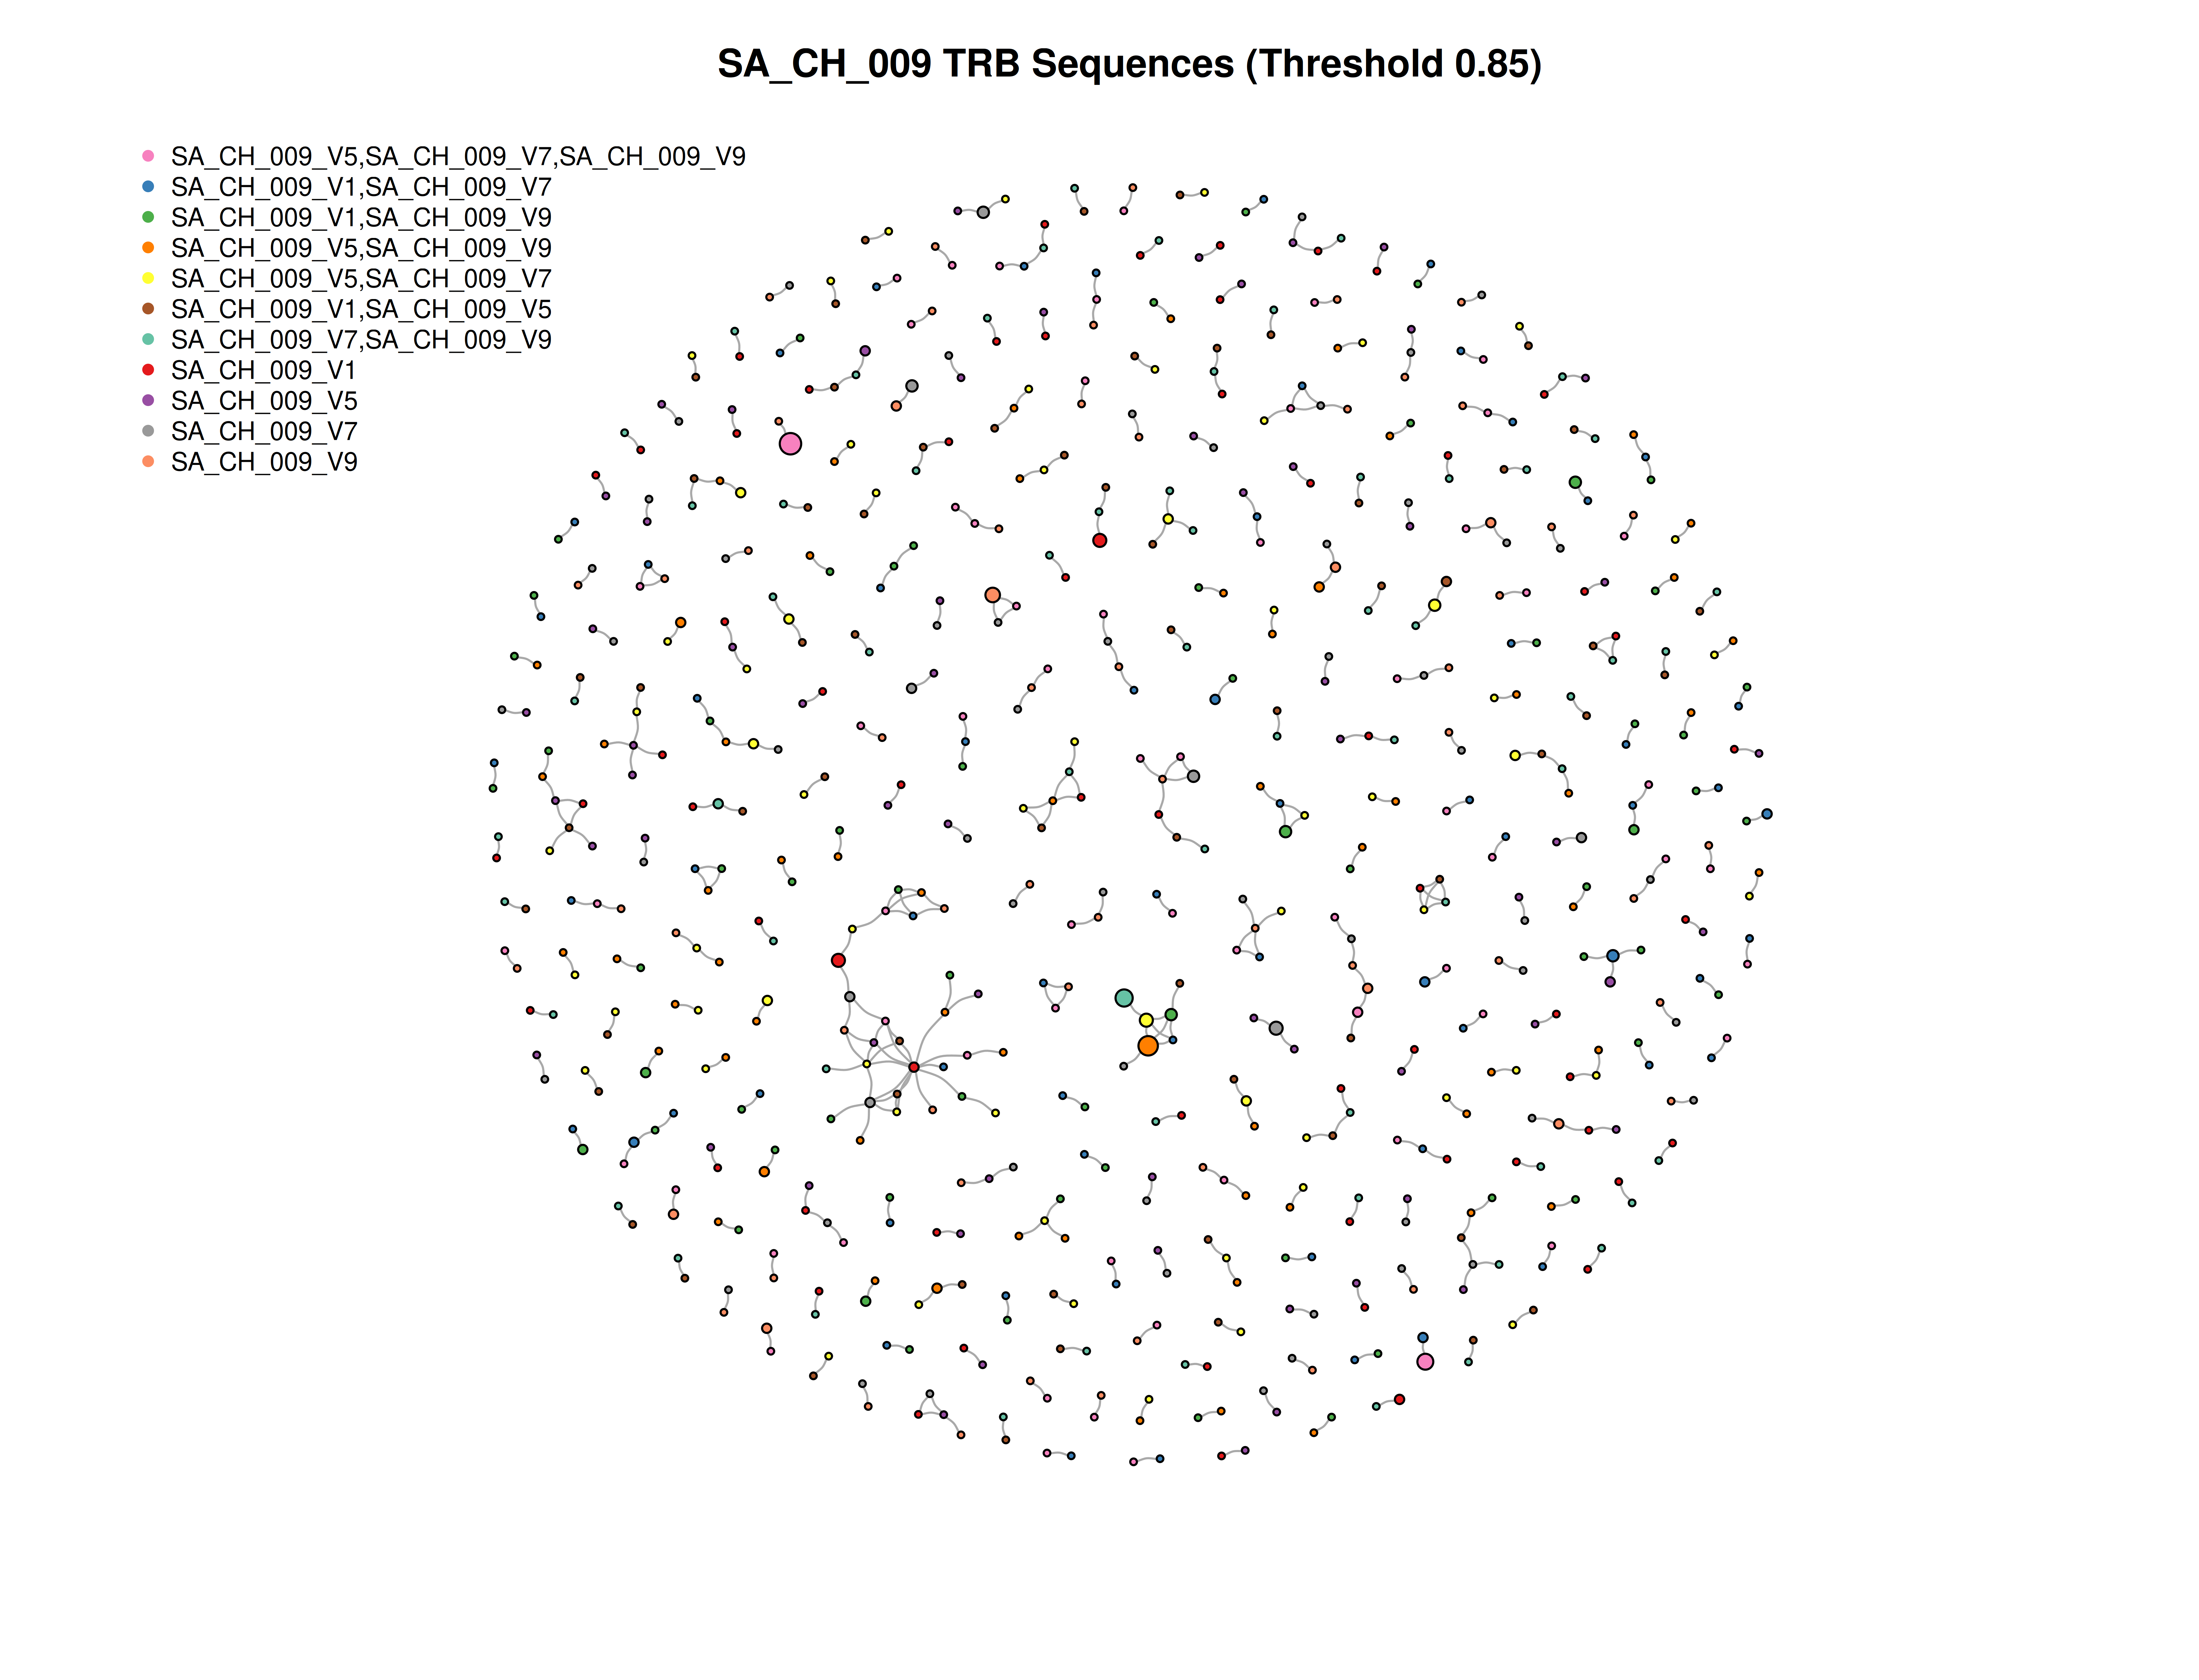 SA_CH_009 TRB Sequences (Threshold 0.85)
SA_CH_009_V5,SA_CH_009_V7,SA_CH_009_V9
SA_CH_009_V1,SA_CH_009_V7
SA_CH_009_V1,SA_CH_009_V9
SA_CH_009_V5,SA_CH_009_V9
SA_CH_009_V5,SA_CH_009_V7
SA_CH_009_V1,SA_CH_009_V5
SA_CH_009_V7,SA_CH_009_V9
SA_CH_009_V1
SA_CH_009_V5
SA_CH_009_V7
SA_CH_009_V9